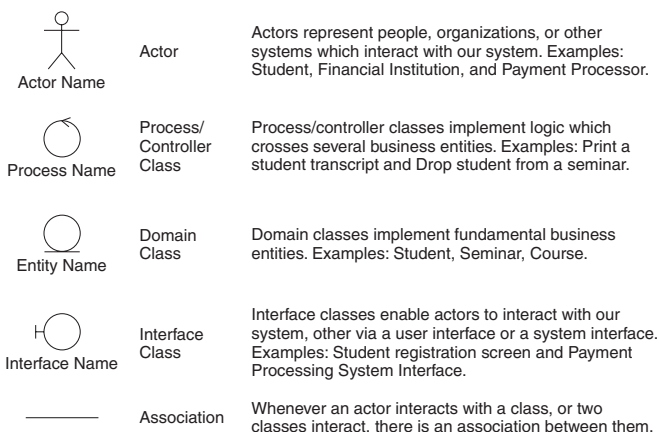 Actor Name
Actor
Actors represent people, organizations, or other
systems which interact with our system. Examples:
Student, Financial Institution, and Payment Processor.
Process Name
Process/
Controller
Class
Process/controller classes implement logic which
crosses several business entities. Examples: Print a
student transcript and Drop student from a seminar.
Entity Name
Domain
Class
Domain classes implement fundamental business
entities. Examples: Student, Seminar, Course.
Interface Name
Interface
Class
Interface classes enable actors to interact with our
system, other via a user interface or a system interface.
Examples: Student registration screen and Payment
Processing System Interface.
Association
Whenever an actor interacts with a class, or two
classes interact, there is an association between them.